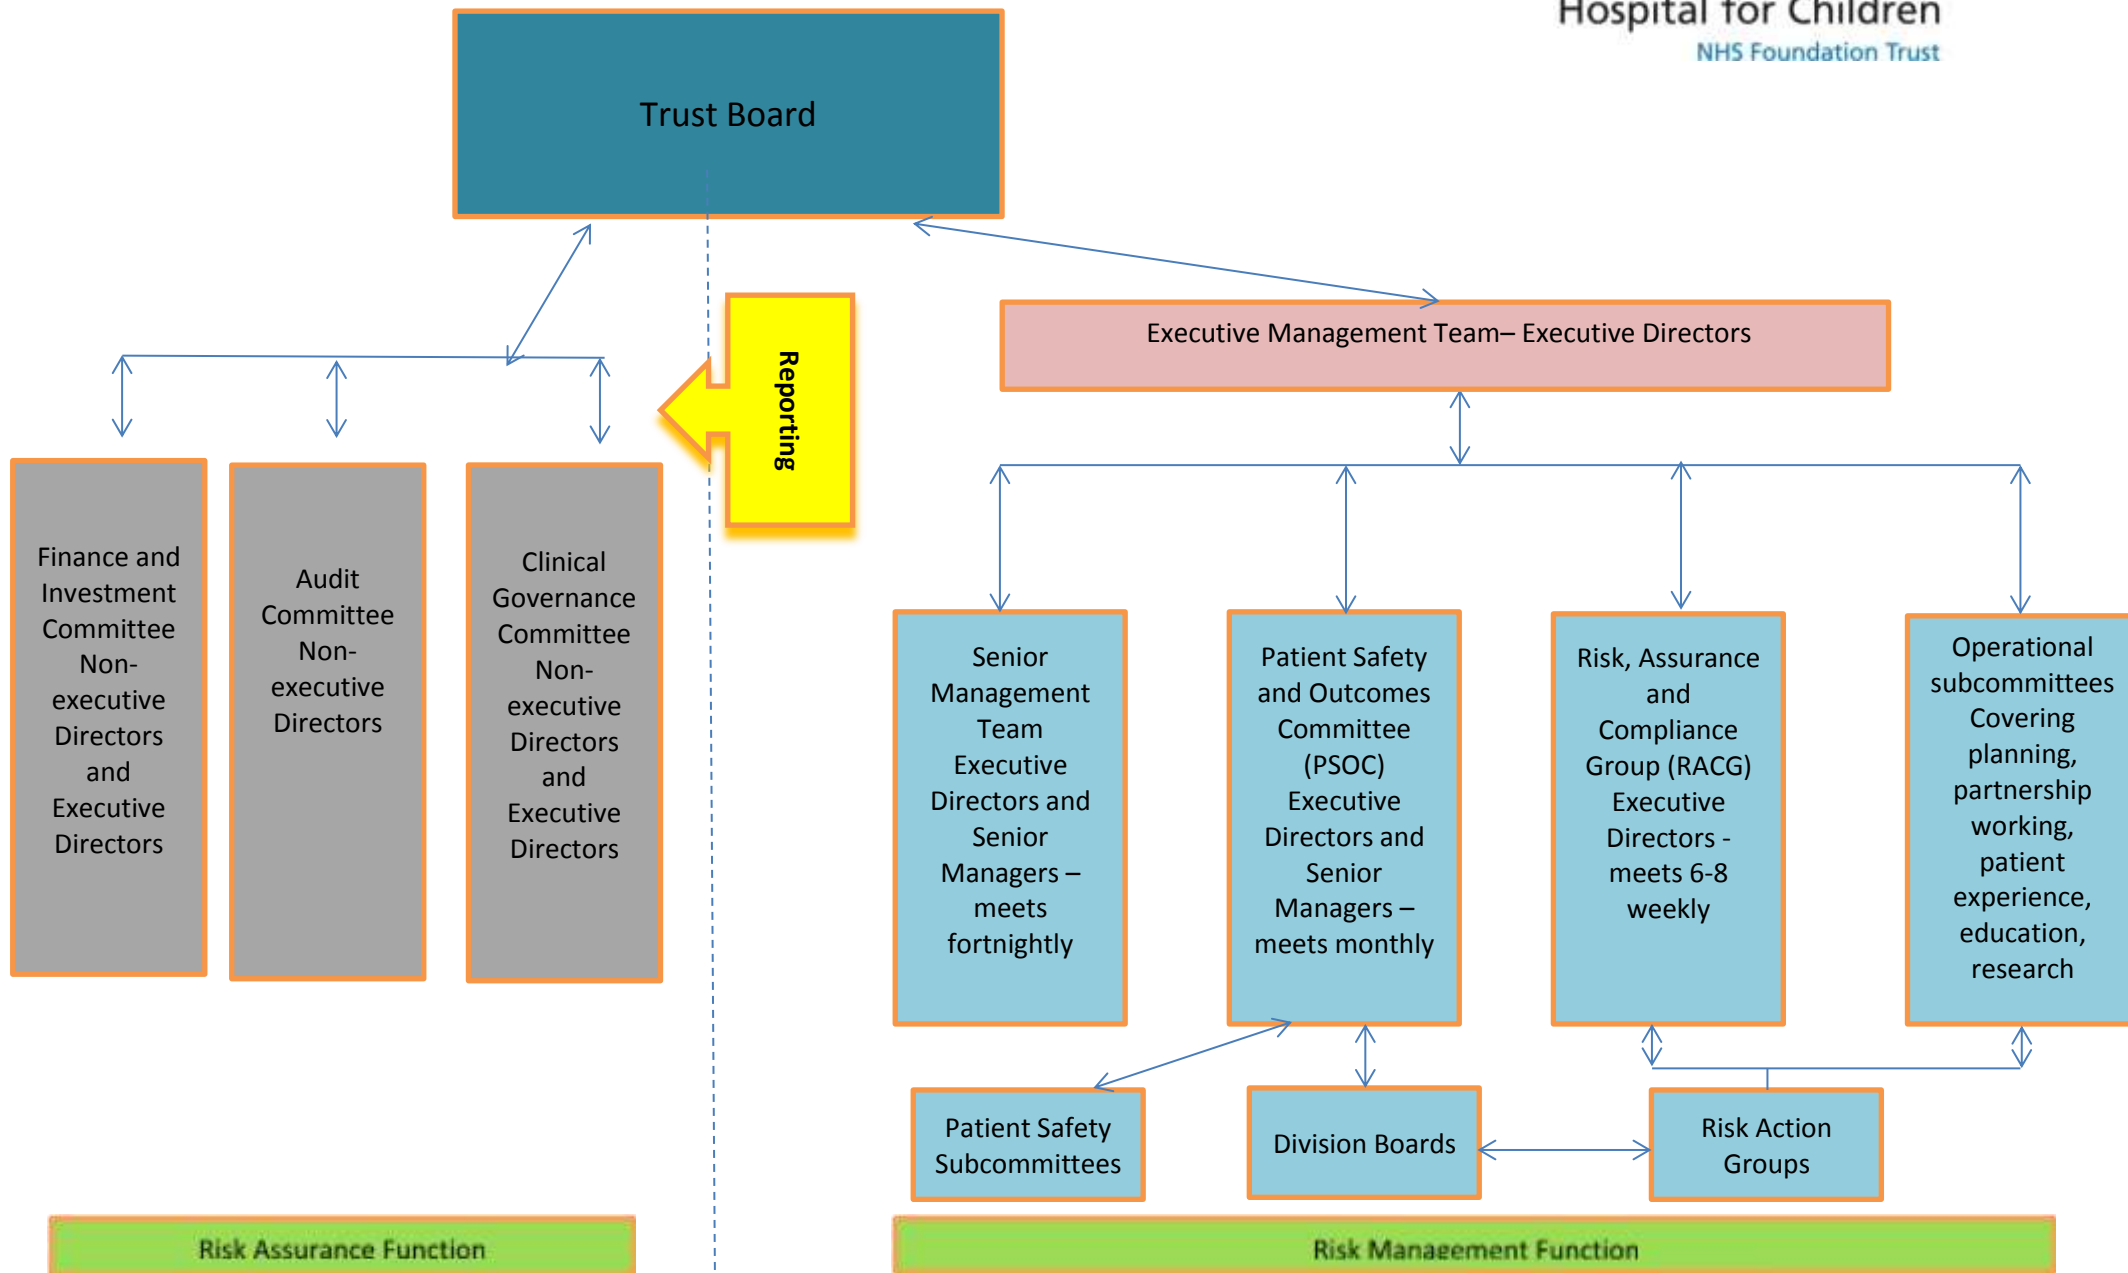 Hospital for Children
NHS Foundation Trust
Trust Board
Reporting
Executive Management Team– Executive Directors
Finance and
Investment
Committee
Non-
executive
Directors
and
Executive
Directors
Audit
Committee
Non-
executive
Directors
Clinical
Governance
Committee
Non-
executive
Directors
and
Executive
Directors
Senior
Management
Team
Executive
Directors and
Senior
Managers –
meets
fortnightly
Patient Safety
and Outcomes
Committee
(PSOC)
Executive
Directors and
Senior
Managers –
meets monthly
Risk, Assurance
and
Compliance
Group (RACG)
Executive
Directors -
meets 6-8
weekly
Operational
subcommittees
Covering
planning,
partnership
working,
patient
experience,
education,
research
Patient Safety
Subcommittees
Division Boards
Risk Action
Groups
Risk Assurance Function
Risk Management Function